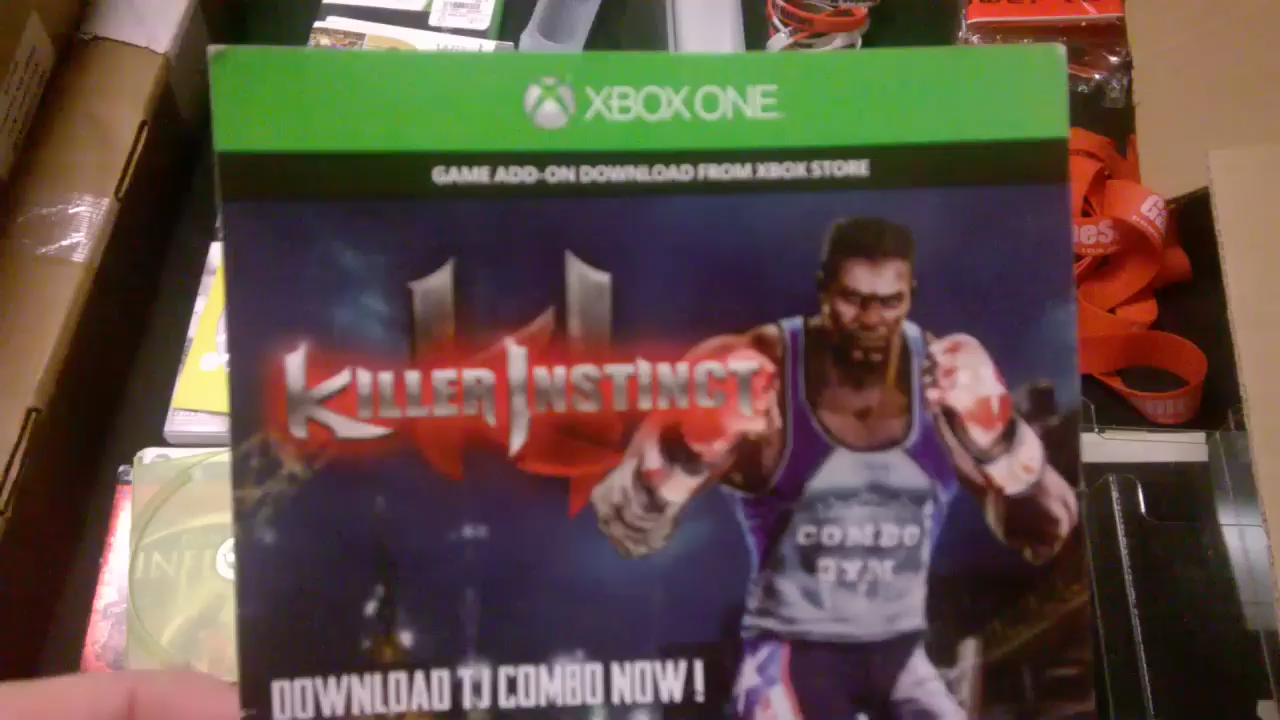 XBOX ONE
GAME ADD-ON DOWNLOAD FROM XBOX STORE
KILLER INSTINCT
COMBO
GYM
DOWNLOAD TJ COMBO NOW!